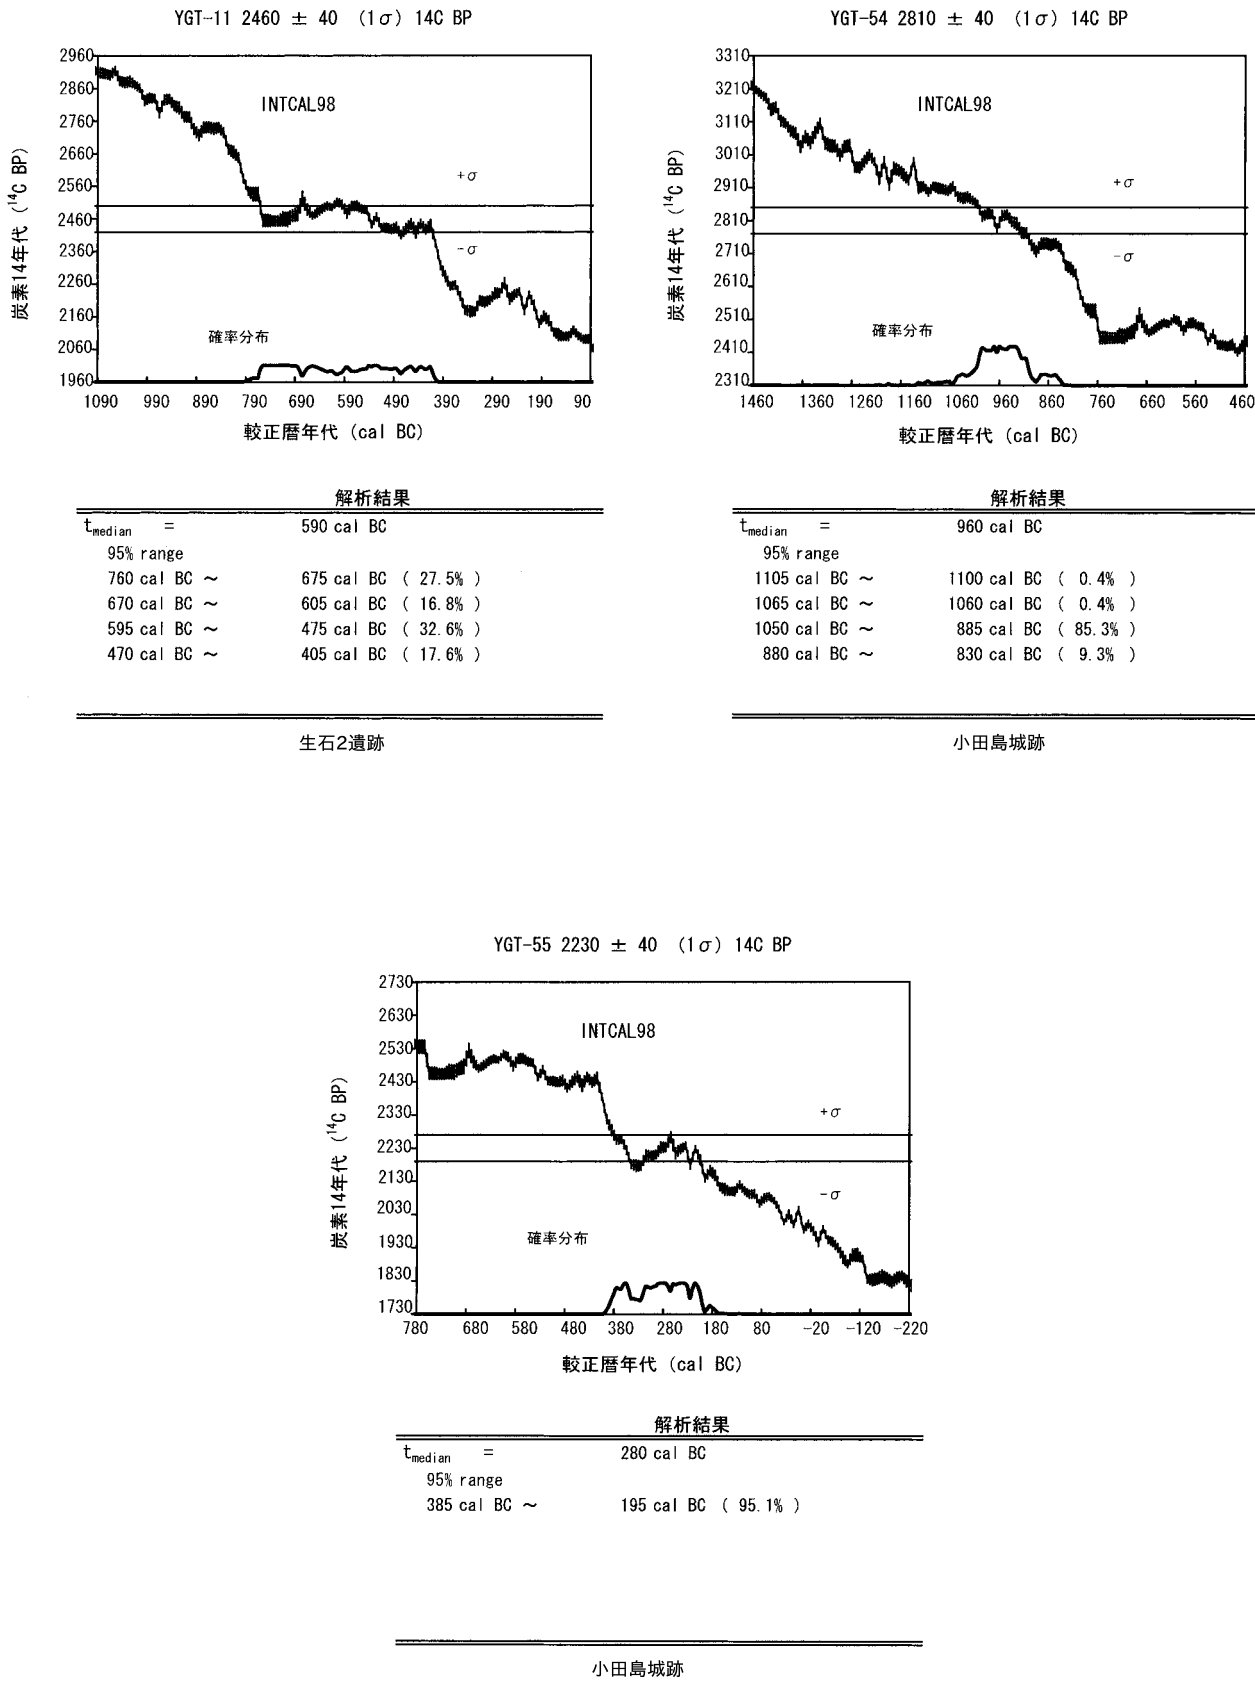 YGT-11 2460 ± 40 (1σ) 14C BP
2960
2860
2760
2660
2560
2460
2360
2260
2160
2060
1960
炭素14年代 (¹⁴C BP)
INTCAL98
+σ
-σ
確率分布
1090 990 890 790 690 590 490 390 290 190 90
較正暦年代 (cal BC)
解析結果
tmedian = 590 cal BC
95% range
760 cal BC ～ 675 cal BC ( 27.5% )
670 cal BC ～ 605 cal BC ( 16.8% )
595 cal BC ～ 475 cal BC ( 32.6% )
470 cal BC ～ 405 cal BC ( 17.6% )
生石2遺跡
YGT-54 2810 ± 40 (1σ) 14C BP
3310
3210
3110
3010
2910
2810
2710
2610
2510
2410
2310
炭素14年代 (¹⁴C BP)
INTCAL98
+σ
-σ
確率分布
1460 1360 1260 1160 1060 960 860 760 660 560 460
較正暦年代 (cal BC)
解析結果
tmedian = 960 cal BC
95% range
1105 cal BC ～ 1100 cal BC ( 0.4% )
1065 cal BC ～ 1060 cal BC ( 0.4% )
1050 cal BC ～ 885 cal BC ( 85.3% )
880 cal BC ～ 830 cal BC ( 9.3% )
小田島城跡
YGT-55 2230 ± 40 (1σ) 14C BP
2730
2630
2530
2430
2330
2230
2130
2030
1930
1830
1730
炭素14年代 (¹⁴C BP)
INTCAL98
+σ
-σ
確率分布
780 680 580 480 380 280 180 80 -20 -120 -220
較正暦年代 (cal BC)
解析結果
tmedian = 280 cal BC
95% range
385 cal BC ～ 195 cal BC ( 95.1% )
小田島城跡